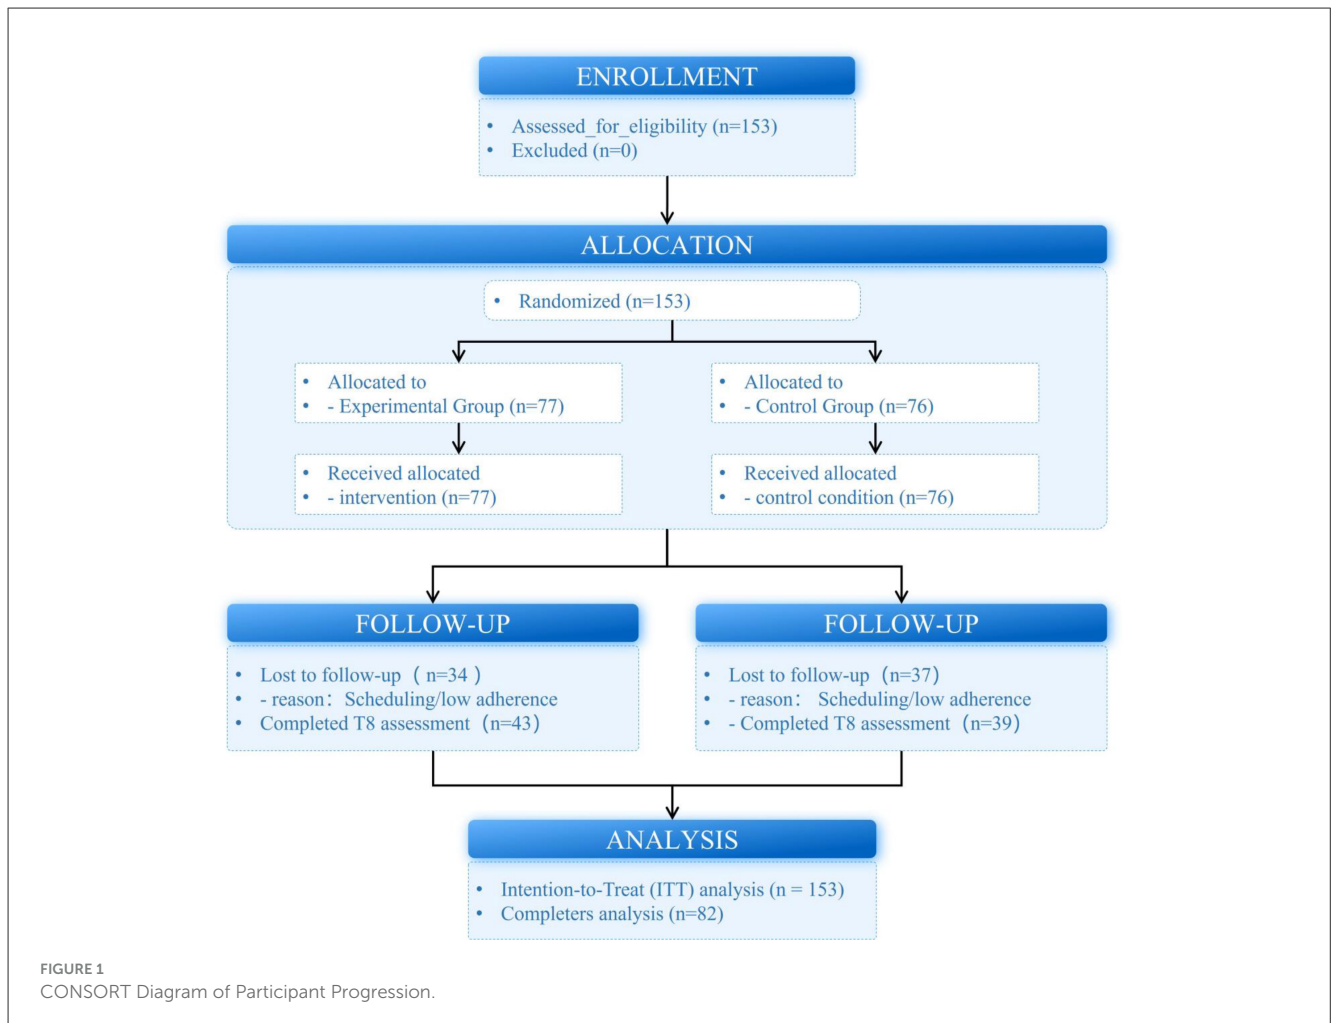 ENROLLMENT
• Assessed_for_eligibility (n=153)
• Excluded (n=0)
ALLOCATION
• Randomized (n=153)
• Allocated to
• - Experimental Group (n=77)
• Allocated to
• - Control Group (n=76)
• Received allocated
• - intervention (n=77)
• Received allocated
• - control condition (n=76)
FOLLOW-UP
• Lost to follow-up（ n=34 ）
• - reason： Scheduling/low adherence
• Completed T8 assessment（n=43）
FOLLOW-UP
• Lost to follow-up（n=37）
• - reason： Scheduling/low adherence
• - Completed T8 assessment（n=39）
ANALYSIS
• Intention-to-Treat (ITT) analysis (n = 153)
• Completers analysis (n=82)
FIGURE 1
CONSORT Diagram of Participant Progression.